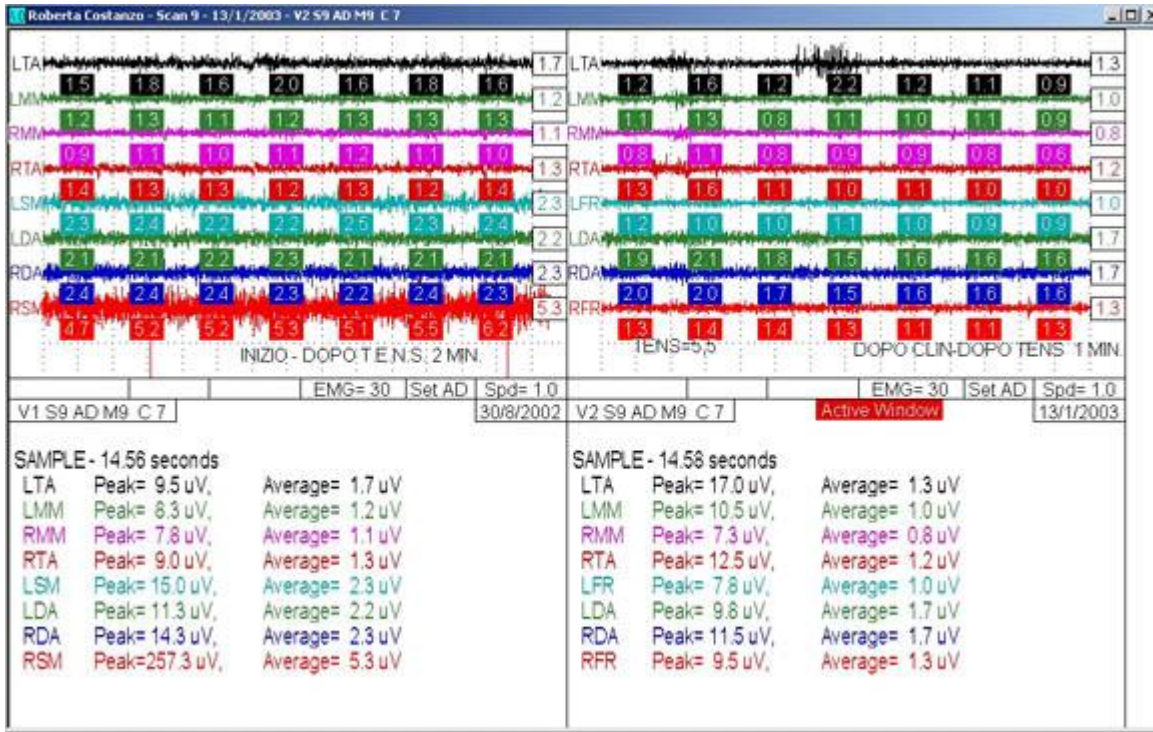 Roberta Costanzo - Scan 9 - 13/1/2003 - V2 S9 AD M9 C 7
LTA 1.7
1.5 1.8 1.6 2.0 1.6 1.8 1.6
LMM 1.2
1.2 1.3 1.1 1.2 1.3 1.3 1.3
RMM 1.1
0.9 1.1 1.0 1.1 1.2 1.1 1.0
RTA 1.3
1.4 1.3 1.3 1.2 1.3 1.2 1.4
LSM 2.3
2.3 2.4 2.2 2.2 2.5 2.3 2.4
LDA 2.2
2.1 2.1 2.2 2.3 2.1 2.1 2.1
RDA 2.3
2.4 2.4 2.4 2.3 2.2 2.4 2.3
RSM 5.3
4.7 5.2 5.2 5.3 5.1 5.5 6.2
INIZIO - DOPO T.E.N.S. 2 MIN.
EMG= 30 Set AD Spd= 1.0
V1 S9 AD M9 C 7 30/8/2002
SAMPLE - 14.56 seconds
LTA Peak= 9.5 uV, Average= 1.7 uV
LMM Peak= 8.3 uV, Average= 1.2 uV
RMM Peak= 7.8 uV, Average= 1.1 uV
RTA Peak= 9.0 uV, Average= 1.3 uV
LSM Peak= 15.0 uV, Average= 2.3 uV
LDA Peak= 11.3 uV, Average= 2.2 uV
RDA Peak= 14.3 uV, Average= 2.3 uV
RSM Peak=257.3 uV, Average= 5.3 uV
LTA 1.3
1.2 1.6 1.2 2.2 1.2 1.1 0.9
LMM 1.0
1.1 1.3 0.8 1.1 1.0 1.1 0.9
RMM 0.8
0.8 1.1 0.8 0.9 0.9 0.8 0.6
RTA 1.2
1.3 1.6 1.1 1.0 1.1 1.0 1.0
LFR 1.0
1.2 1.0 1.0 1.1 1.0 0.9 0.9
LDA 1.7
1.9 2.1 1.8 1.5 1.6 1.6 1.6
RDA 1.7
2.0 2.0 1.7 1.5 1.6 1.6 1.6
RFR 1.3
1.3 1.4 1.4 1.3 1.1 1.1 1.3
TENS=5,5 DOPO CLIN-DOPO TENS 1 MIN.
EMG= 30 Set AD Spd= 1.0
V2 S9 AD M9 C 7 Active Window 13/1/2003
SAMPLE - 14.58 seconds
LTA Peak= 17.0 uV, Average= 1.3 uV
LMM Peak= 10.5 uV, Average= 1.0 uV
RMM Peak= 7.3 uV, Average= 0.8 uV
RTA Peak= 12.5 uV, Average= 1.2 uV
LFR Peak= 7.8 uV, Average= 1.0 uV
LDA Peak= 9.8 uV, Average= 1.7 uV
RDA Peak= 11.5 uV, Average= 1.7 uV
RFR Peak= 9.5 uV, Average= 1.3 uV